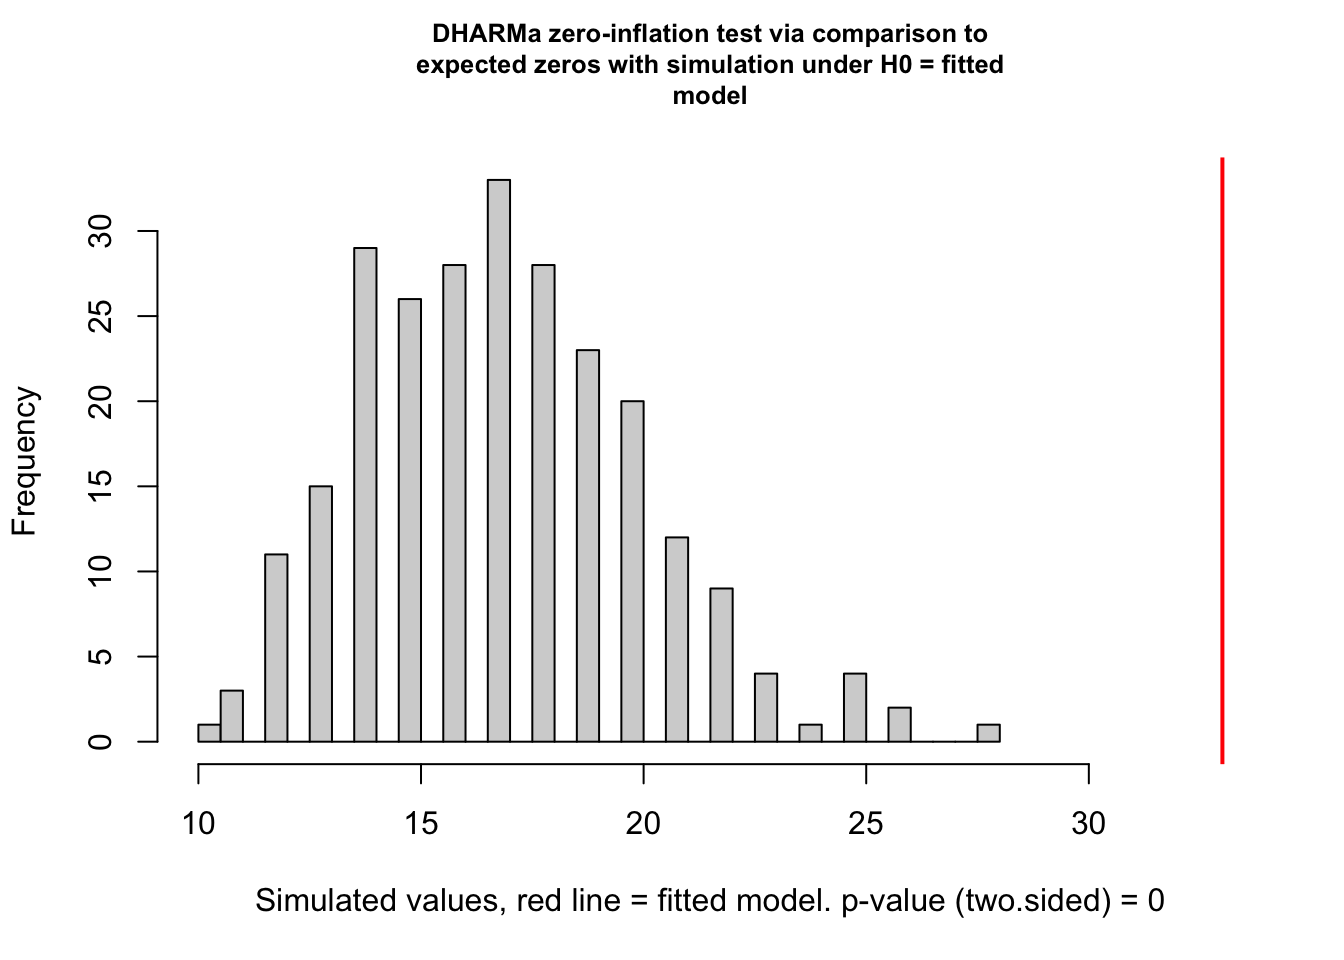 DHARMa zero-inflation test via comparison to
expected zeros with simulation under H0 = fitted
model
Frequency
30
25
20
15
10
5
0
10 15 20 25 30
Simulated values, red line = fitted model. p-value (two.sided) = 0